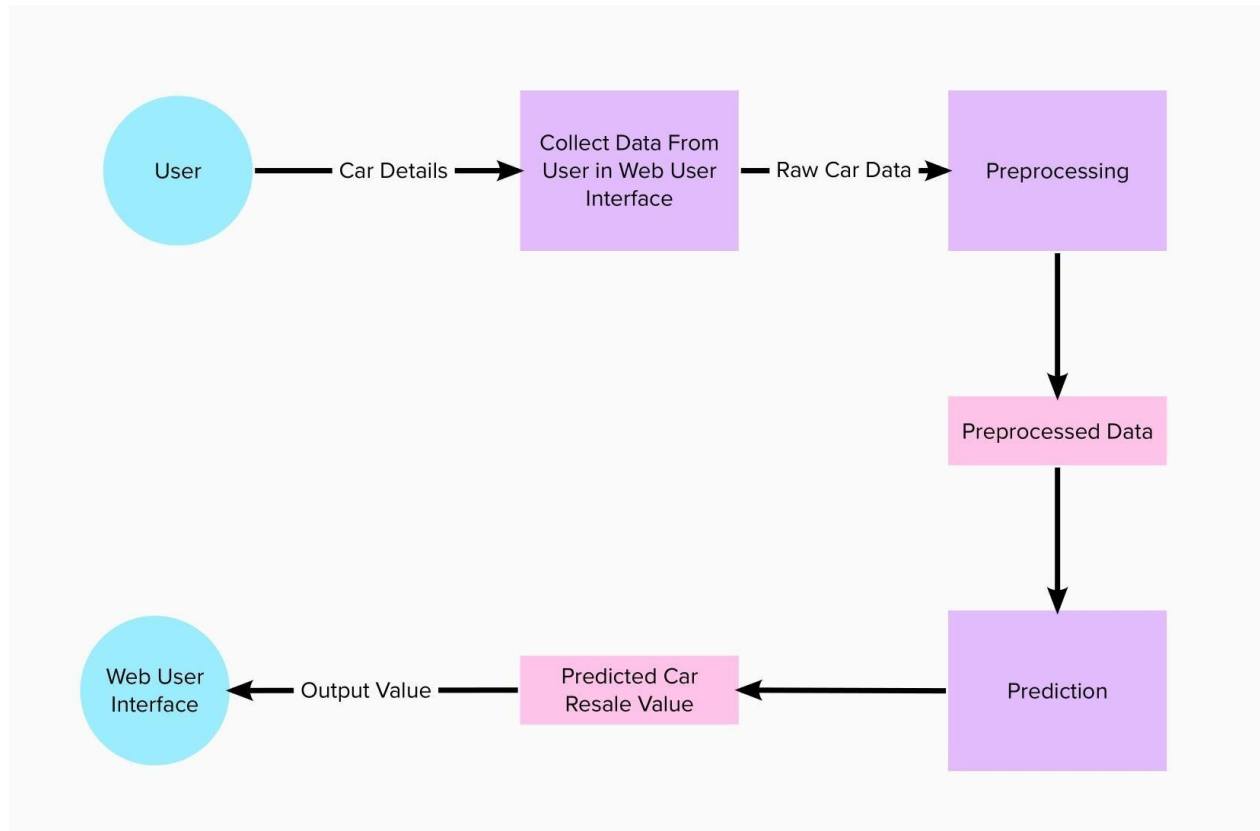 User
Car Details
Collect Data From
User in Web User
Interface
Raw Car Data
Preprocessing
Preprocessed Data
Prediction
Predicted Car
Resale Value
Output Value
Web User
Interface